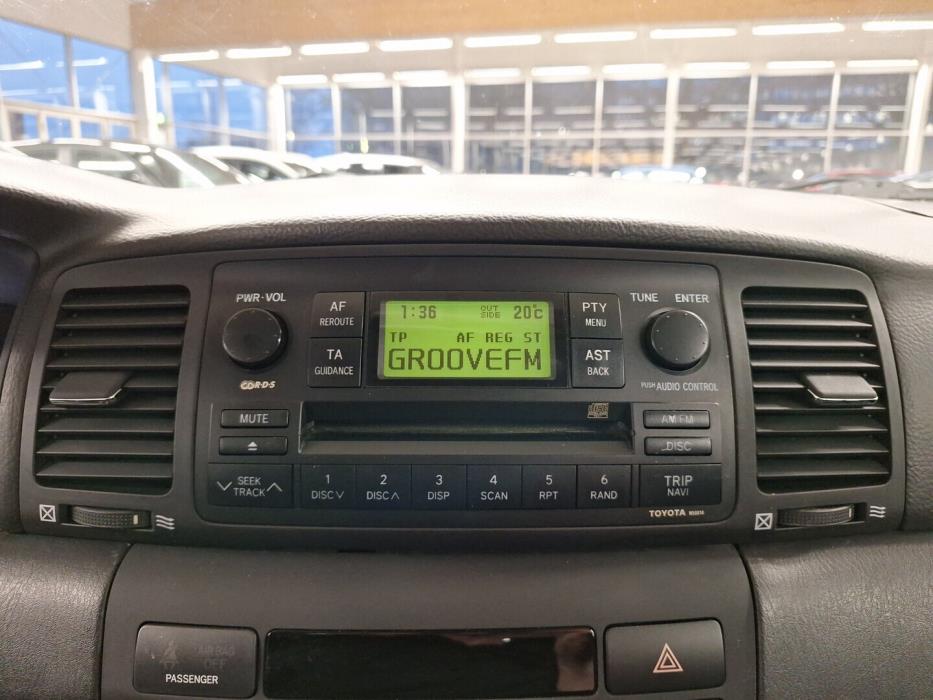 PWR·VOL
AF
REROUTE
TA
GUIDANCE
1:36 OUT SIDE 20°C
TP AF REG ST
GROOVEFM
PTY
MENU
AST
BACK
TUNE ENTER
PUSH AUDIO CONTROL
R·D·S
MUTE
AM FM
DISC
SEEK
TRACK
1
DISC
2
DISC
3
DISP
4
SCAN
5
RPT
6
RAND
TRIP
NAVI
TOYOTA
AIRBAG
OFF
PASSENGER